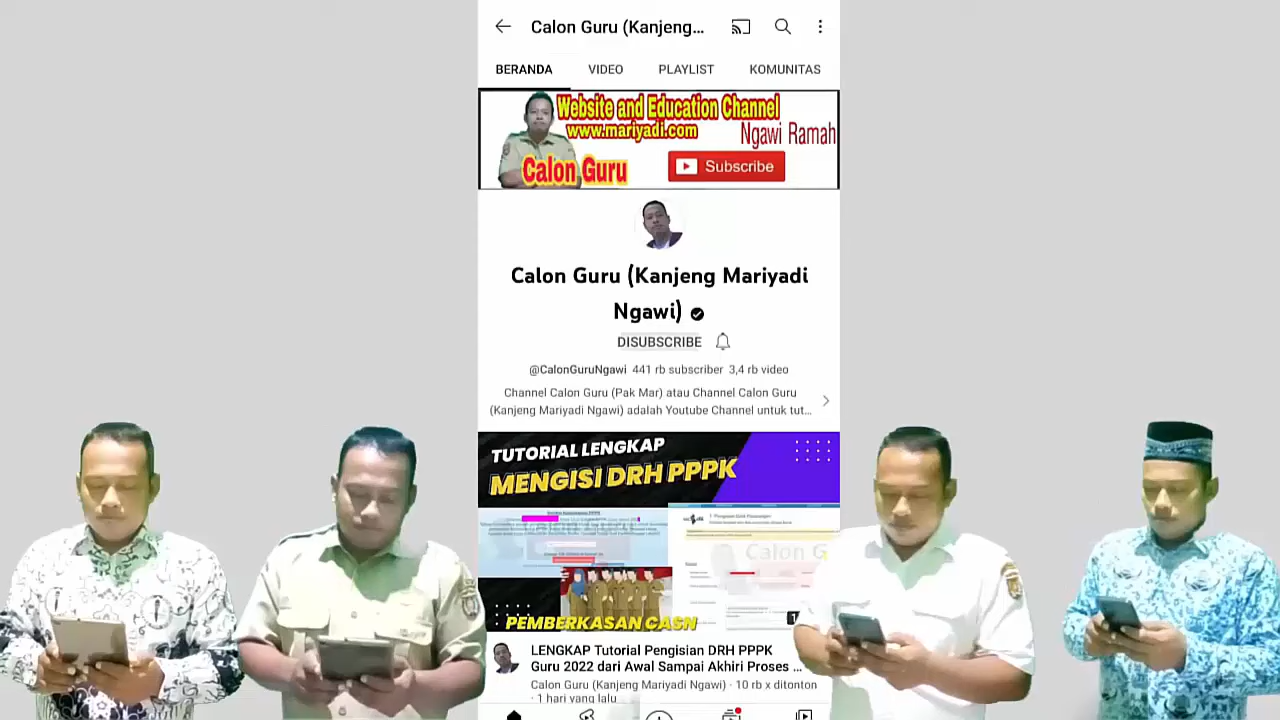 Calon Guru (Kanjeng...
BERANDA VIDEO PLAYLIST KOMUNITAS
Website and Education Channel
www.mariyadi.com
Ngawi Ramah
Calon Guru
Subscribe
Calon Guru (Kanjeng Mariyadi
Ngawi)
DISUBSCRIBE
@CalonGuruNgawi 441 rb subscriber 3,4 rb video
Channel Calon Guru (Pak Mar) atau Channel Calon Guru
(Kanjeng Mariyadi Ngawi) adalah Youtube Channel untuk tut...
TUTORIAL LENGKAP
MENGISI DRH PPPK
Calon G
PEMBERKASAN CASN
LENGKAP Tutorial Pengisian DRH PPPK
Guru 2022 dari Awal Sampai Akhiri Proses ...
Calon Guru (Kanjeng Mariyadi Ngawi) · 10 rb x ditonton
· 1 hari yang lalu